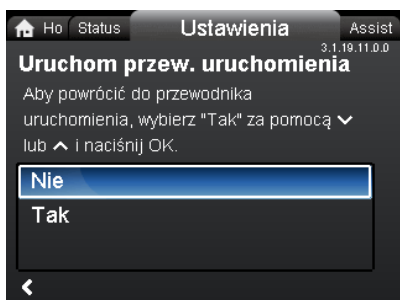 Ho Status Ustawienia Assist
3.1.19.11.0.0
Uruchom przew. uruchomienia
Aby powrócić do przewodnika
uruchomienia, wybierz "Tak" za pomocą
lub i naciśnij OK.
Nie
Tak